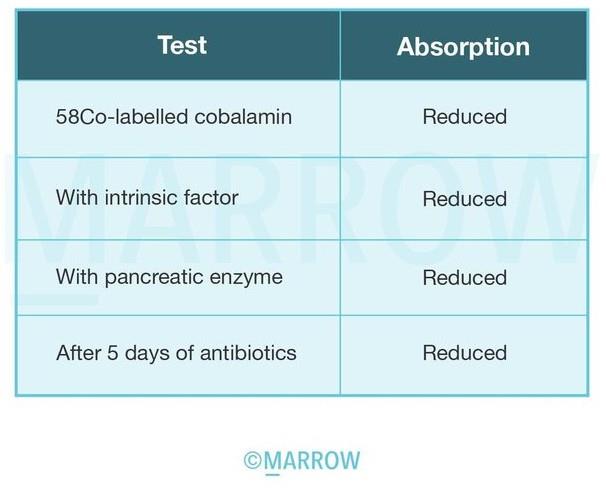 Test Absorption
58Co-labelled cobalamin Reduced
With intrinsic factor Reduced
With pancreatic enzyme Reduced
After 5 days of antibiotics Reduced
MARROW
©MARROW